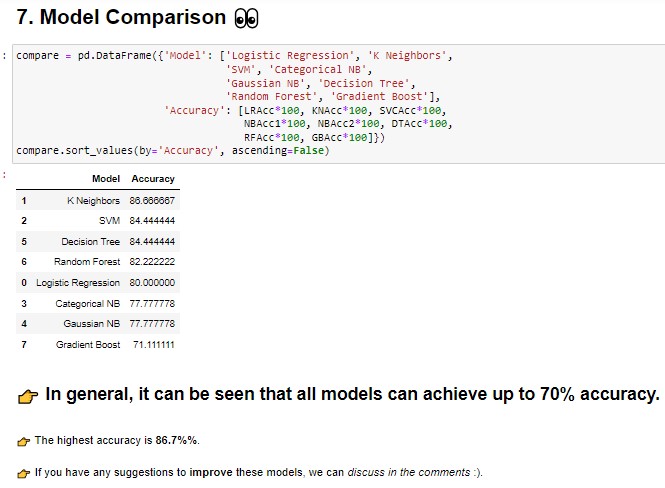 7. Model Comparison 👀
: compare = pd.DataFrame({'Model': ['Logistic Regression', 'K Neighbors',
'SVM', 'Categorical NB',
'Gaussian NB', 'Decision Tree',
'Random Forest', 'Gradient Boost'],
'Accuracy': [LRAcc*100, KNAcc*100, SVCAcc*100,
NBAcc1*100, NBAcc2*100, DTAcc*100,
RFAcc*100, GBAcc*100]})
compare.sort_values(by='Accuracy', ascending=False)
:
Model Accuracy
1 K Neighbors 86.666667
2 SVM 84.444444
5 Decision Tree 84.444444
6 Random Forest 82.222222
0 Logistic Regression 80.000000
3 Categorical NB 77.777778
4 Gaussian NB 77.777778
7 Gradient Boost 71.111111
👉 In general, it can be seen that all models can achieve up to 70% accuracy.
👉 The highest accuracy is 86.7%%.
👉 If you have any suggestions to improve these models, we can discuss in the comments :).